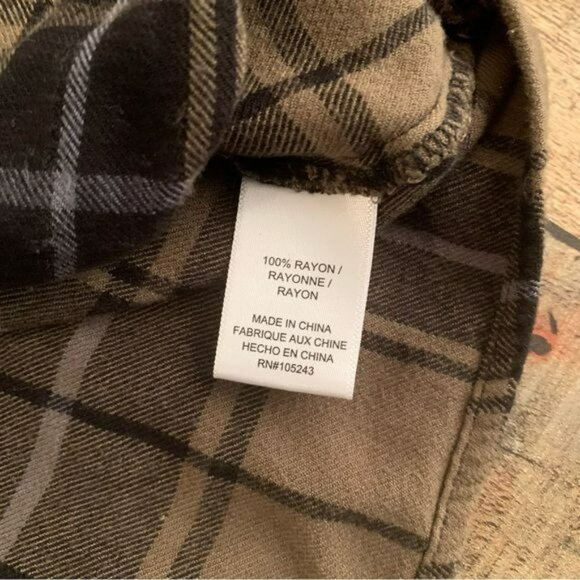 100% RAYON /
RAYONNE /
RAYON
MADE IN CHINA
FABRIQUE AUX CHINE
HECHO EN CHINA
RN#105243